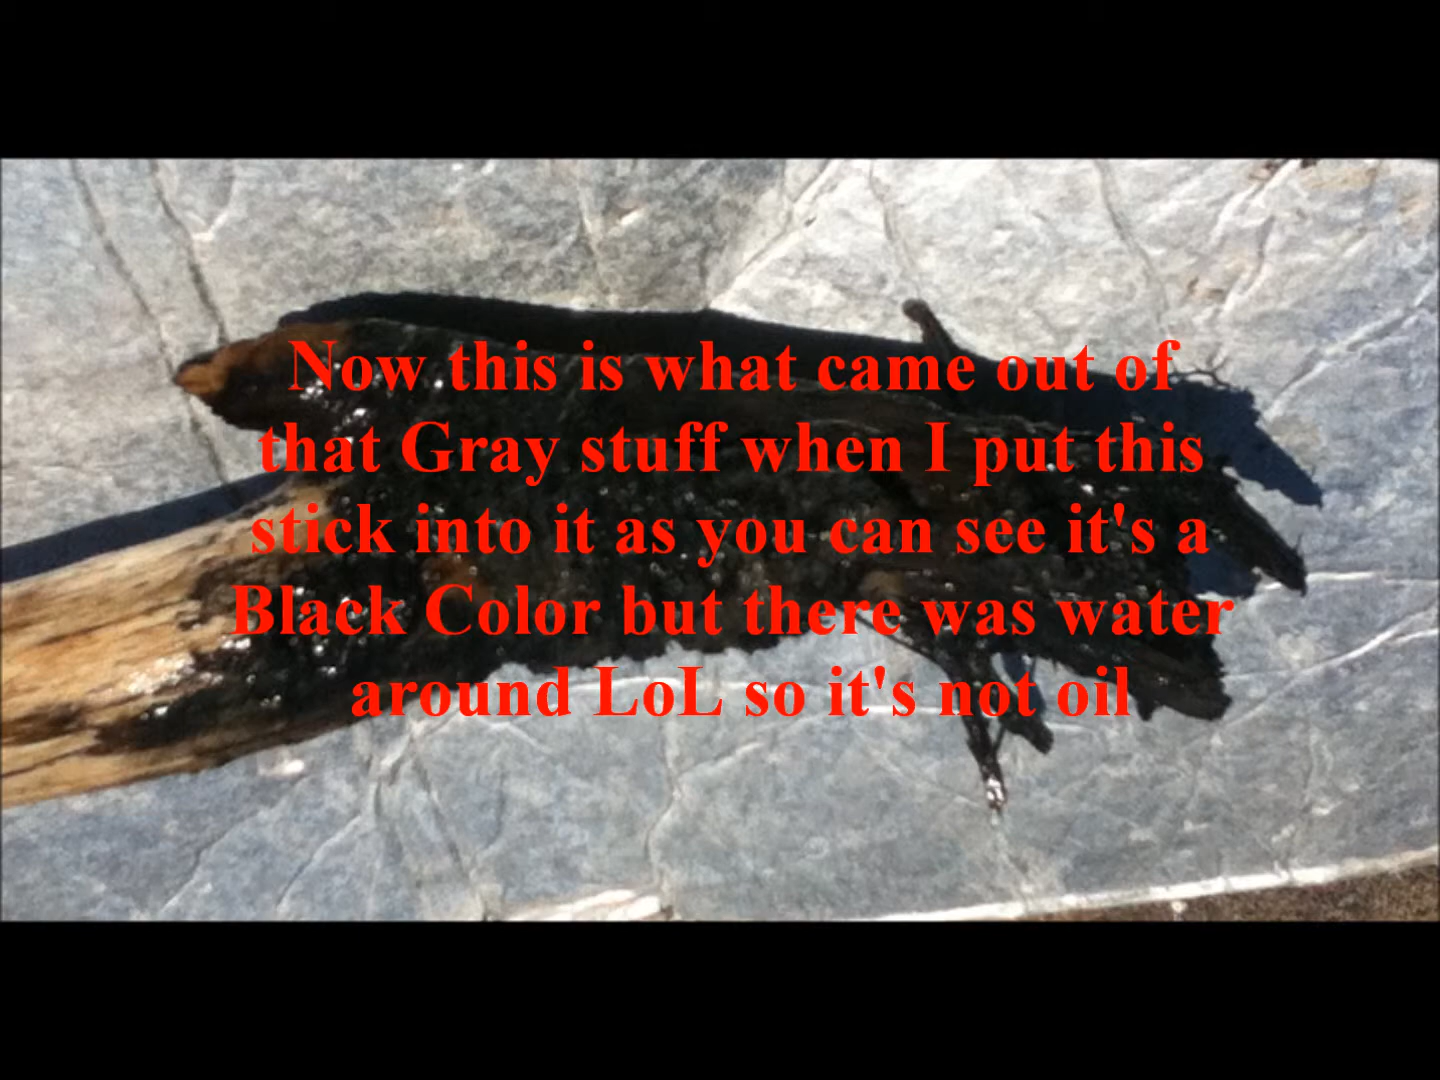 Now this is what came out of
that Gray stuff when I put this
stick into it as you can see it's a
Black Color but there was water
around LoL so it's not oil